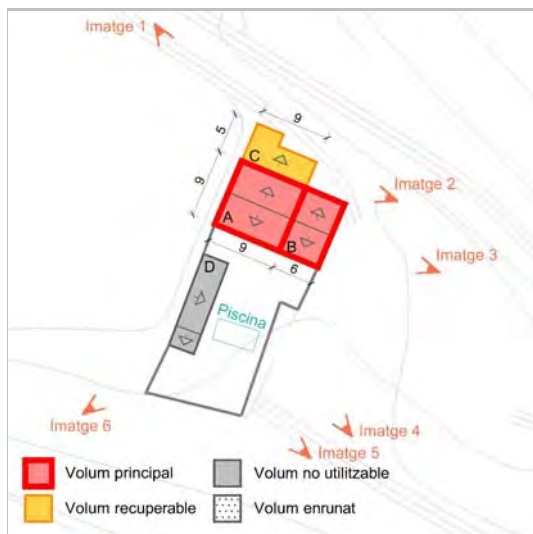 Imatge 1
9
5
C
Imatge 2
9
A
B
9
6
Imatge 3
D
Piscina
Imatge 6
Imatge 4
Imatge 5
Volum principal
Volum no utilitzable
Volum recuperable
Volum enrunat